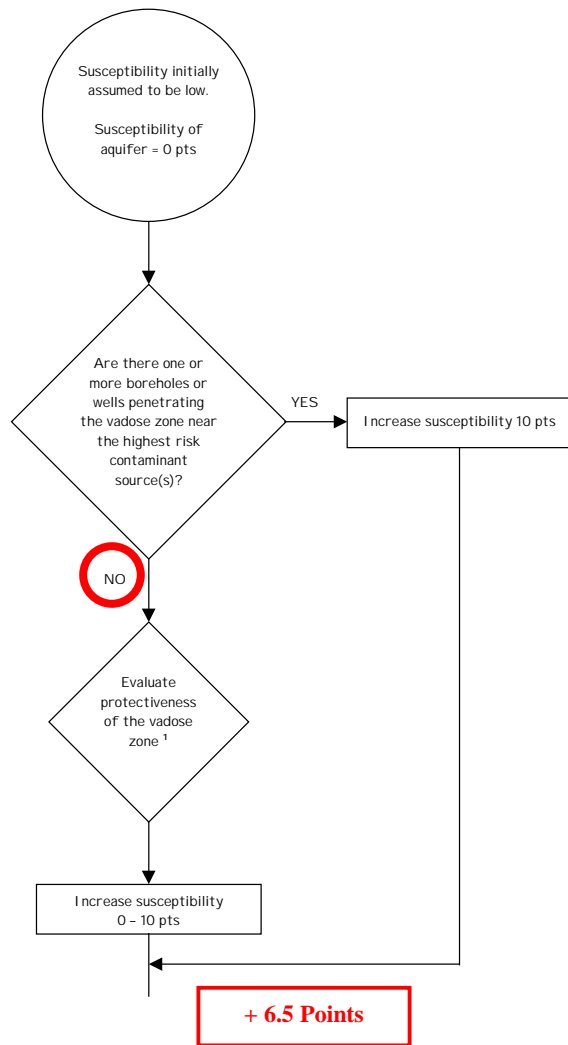 Susceptibility initially
assumed to be low.
Susceptibility of
aquifer = 0 pts
Are there one or
more boreholes or
wells penetrating
the vadose zone near
the highest risk
contaminant
source(s)?
YES
Increase susceptibility 10 pts
NO
Evaluate
protectiveness
of the vadose
zone ¹
Increase susceptibility
0 – 10 pts
+ 6.5 Points